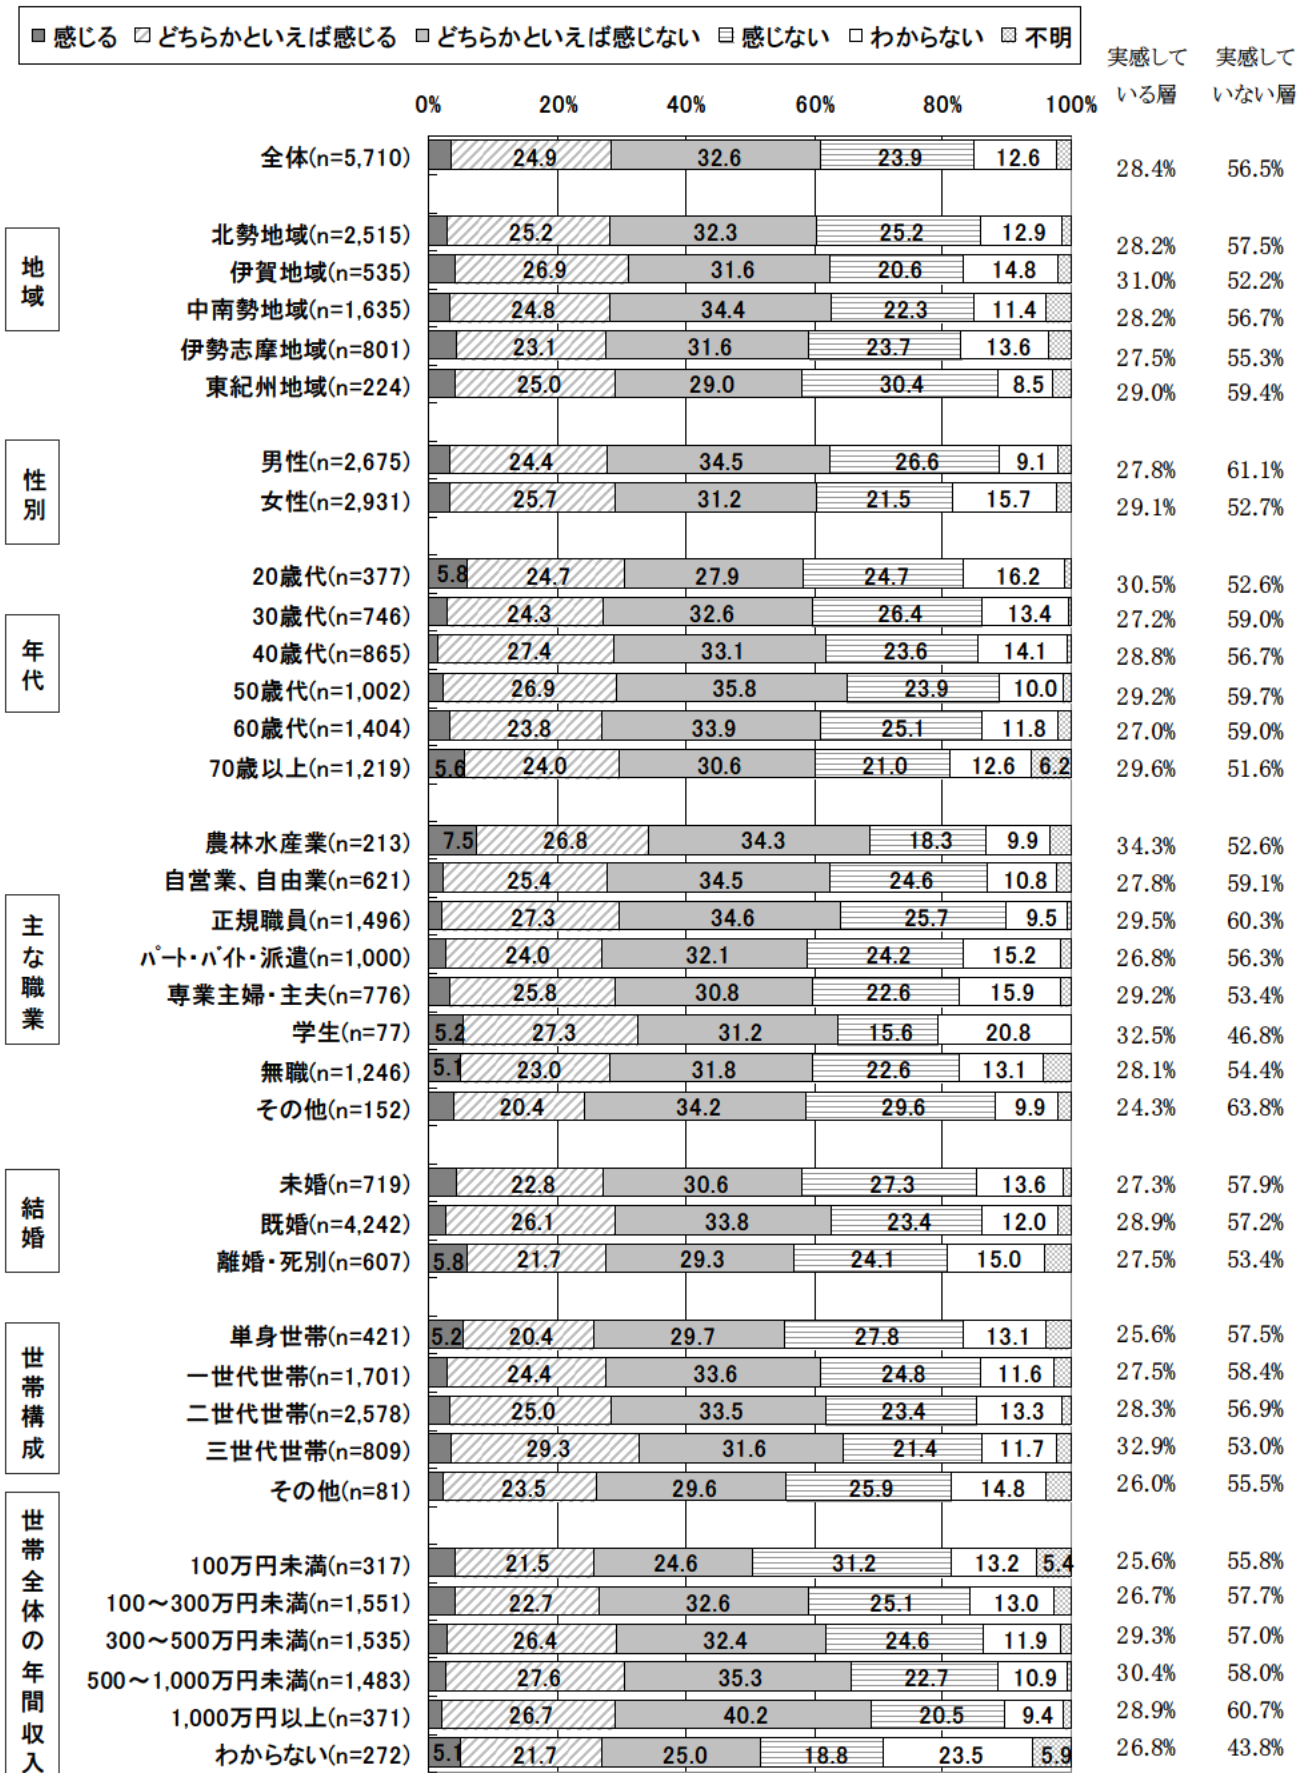 ■ 感じる ☑ どちらかといえば感じる ■ どちらかといえば感じない 目 感じない □ わからない ▩ 不明
実感して 実感して
いる層 いない層
0% 20% 40% 60% 80% 100%
全体(n=5,710) 24.9 32.6 23.9 12.6 28.4% 56.5%
地域
北勢地域(n=2,515) 25.2 32.3 25.2 12.9 28.2% 57.5%
伊賀地域(n=535) 26.9 31.6 20.6 14.8 31.0% 52.2%
中南勢地域(n=1,635) 24.8 34.4 22.3 11.4 28.2% 56.7%
伊勢志摩地域(n=801) 23.1 31.6 23.7 13.6 27.5% 55.3%
東紀州地域(n=224) 25.0 29.0 30.4 8.5 29.0% 59.4%
性別
男性(n=2,675) 24.4 34.5 26.6 9.1 27.8% 61.1%
女性(n=2,931) 25.7 31.2 21.5 15.7 29.1% 52.7%
年代
20歳代(n=377) 5.8 24.7 27.9 24.7 16.2 30.5% 52.6%
30歳代(n=746) 24.3 32.6 26.4 13.4 27.2% 59.0%
40歳代(n=865) 27.4 33.1 23.6 14.1 28.8% 56.7%
50歳代(n=1,002) 26.9 35.8 23.9 10.0 29.2% 59.7%
60歳代(n=1,404) 23.8 33.9 25.1 11.8 27.0% 59.0%
70歳以上(n=1,219) 5.6 24.0 30.6 21.0 12.6 6.2 29.6% 51.6%
主な職業
農林水産業(n=213) 7.5 26.8 34.3 18.3 9.9 34.3% 52.6%
自営業、自由業(n=621) 25.4 34.5 24.6 10.8 27.8% 59.1%
正規職員(n=1,496) 27.3 34.6 25.7 9.5 29.5% 60.3%
パート・バイト・派遣(n=1,000) 24.0 32.1 24.2 15.2 26.8% 56.3%
専業主婦・主夫(n=776) 25.8 30.8 22.6 15.9 29.2% 53.4%
学生(n=77) 5.2 27.3 31.2 15.6 20.8 32.5% 46.8%
無職(n=1,246) 5.1 23.0 31.8 22.6 13.1 28.1% 54.4%
その他(n=152) 20.4 34.2 29.6 9.9 24.3% 63.8%
結婚
未婚(n=719) 22.8 30.6 27.3 13.6 27.3% 57.9%
既婚(n=4,242) 26.1 33.8 23.4 12.0 28.9% 57.2%
離婚・死別(n=607) 5.8 21.7 29.3 24.1 15.0 27.5% 53.4%
世帯構成
単身世帯(n=421) 5.2 20.4 29.7 27.8 13.1 25.6% 57.5%
一世代世帯(n=1,701) 24.4 33.6 24.8 11.6 27.5% 58.4%
二世代世帯(n=2,578) 25.0 33.5 23.4 13.3 28.3% 56.9%
三世代世帯(n=809) 29.3 31.6 21.4 11.7 32.9% 53.0%
その他(n=81) 23.5 29.6 25.9 14.8 26.0% 55.5%
世帯全体の年間収入
100万円未満(n=317) 21.5 24.6 31.2 13.2 5.4 25.6% 55.8%
100～300万円未満(n=1,551) 22.7 32.6 25.1 13.0 26.7% 57.7%
300～500万円未満(n=1,535) 26.4 32.4 24.6 11.9 29.3% 57.0%
500～1,000万円未満(n=1,483) 27.6 35.3 22.7 10.9 30.4% 58.0%
1,000万円以上(n=371) 26.7 40.2 20.5 9.4 28.9% 60.7%
わからない(n=272) 5.1 21.7 25.0 18.8 23.5 5.9 26.8% 43.8%